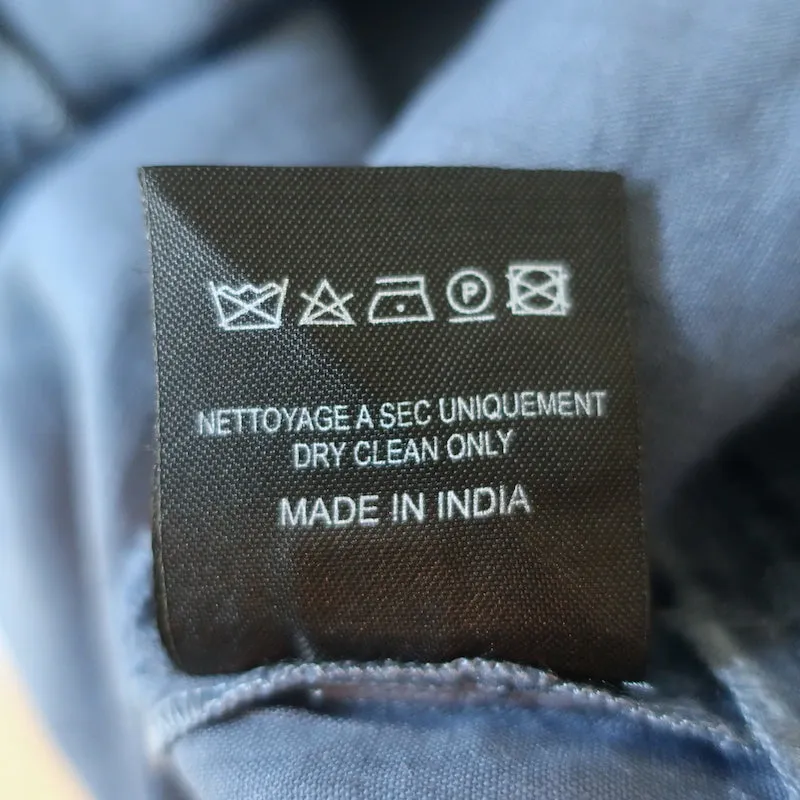 P
NETTOYAGE A SEC UNIQUEMENT
DRY CLEAN ONLY
MADE IN INDIA